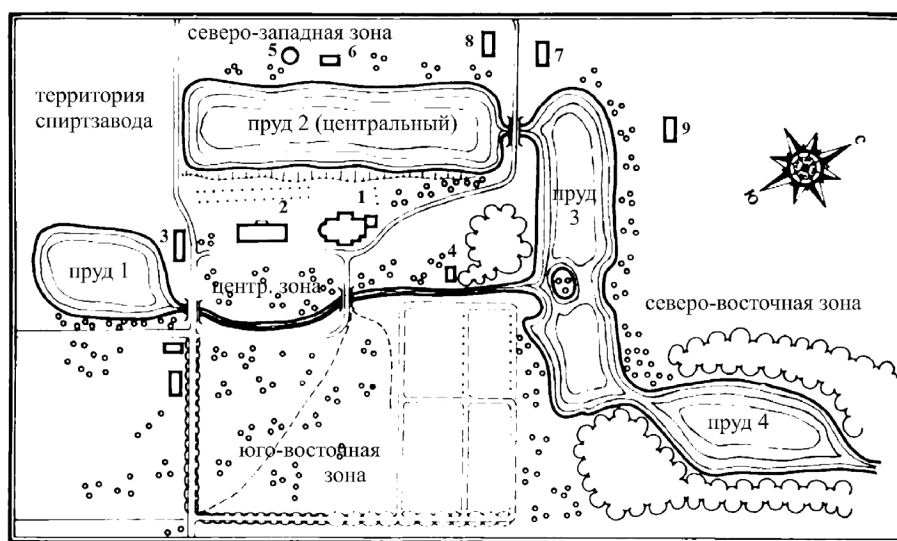 северо-западная зона
5
6
8
7
территория
спиртзавода
пруд 2 (центральный)
9
С
Ю
1
2
3
пруд
3
4
пруд 1
центр. зона
северо-восточная зона
пруд 4
юго-восточная
зона